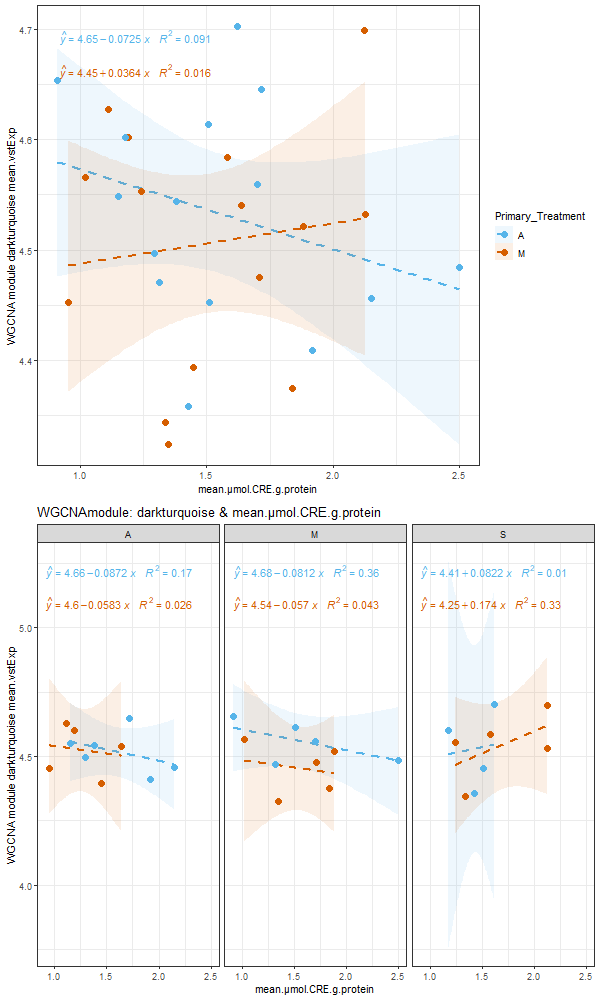 4.7
4.6
4.5
4.4
WGCNA module darkturquoise mean.vstExp
ŷ = 4.65 − 0.0725 x R² = 0.091
ŷ = 4.45 + 0.0364 x R² = 0.016
1.0 1.5 2.0 2.5
mean.µmol.CRE.g.protein
Primary_Treatment
A
M
WGCNAmodule: darkturquoise & mean.µmol.CRE.g.protein
A M S
ŷ = 4.66 − 0.0872 x R² = 0.17
ŷ = 4.6 − 0.0583 x R² = 0.026
ŷ = 4.68 − 0.0812 x R² = 0.36
ŷ = 4.54 − 0.057 x R² = 0.043
ŷ = 4.41 + 0.0822 x R² = 0.01
ŷ = 4.25 + 0.174 x R² = 0.33
5.0
4.5
4.0
WGCNA module darkturquoise mean.vstExp
1.0 1.5 2.0 2.5 1.0 1.5 2.0 2.5 1.0 1.5 2.0 2.5
mean.µmol.CRE.g.protein